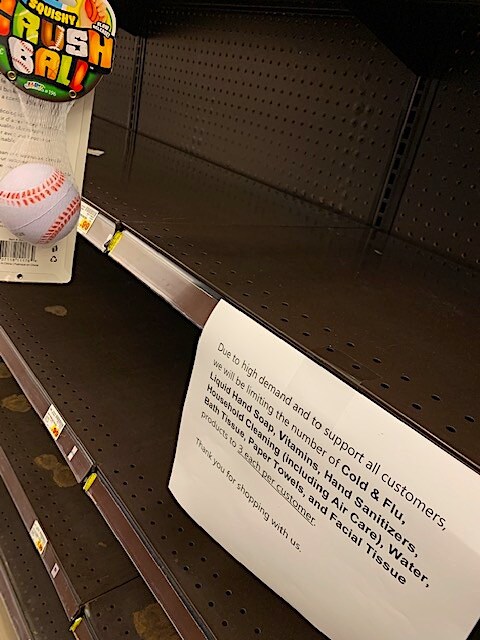 SQUISHY
CRUSH
BALL
Due to high demand and to support all customers,
we will be limiting the number of Cold & Flu,
Liquid Hand Soap, Vitamins, Hand Sanitizers,
Household Cleaning (including Air Care), Water,
Bath Tissue, Paper Towels, and Facial Tissue
products to 3 each per customer.
Thank you for shopping with us.